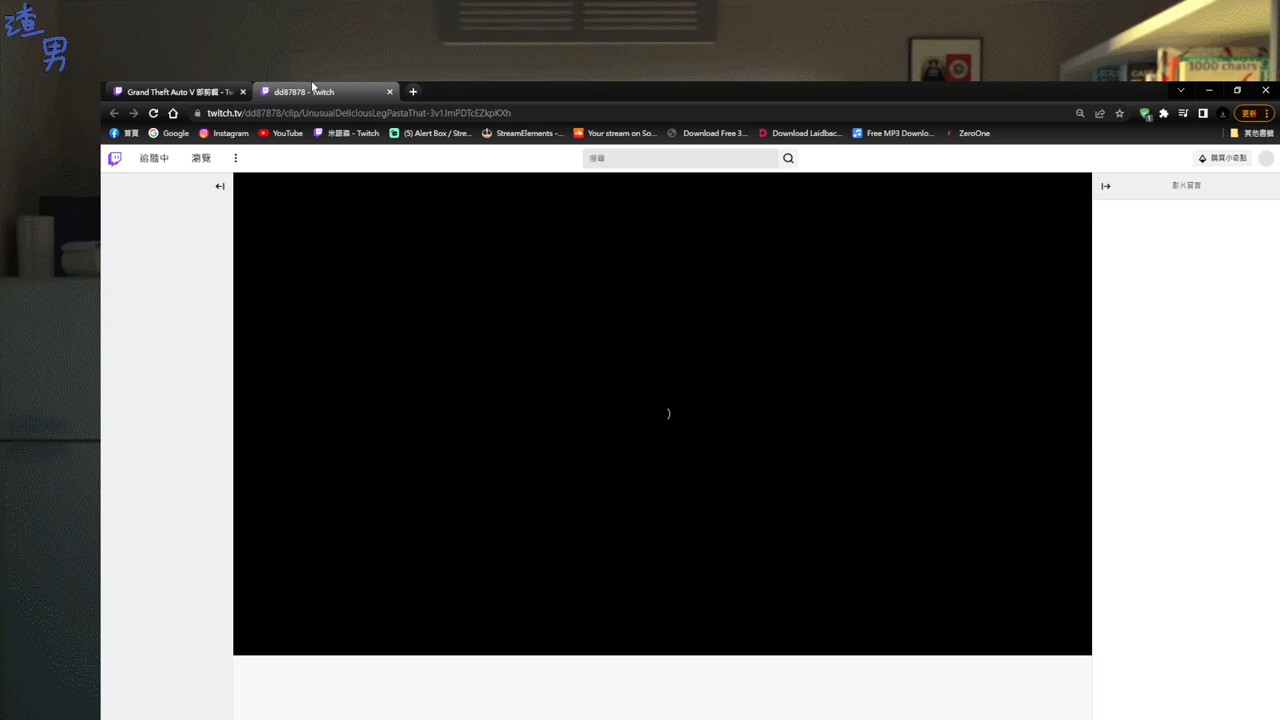 渣男
1000 chairs
Grand Theft Auto V 部剪輯 - Tw
dd87878 - Twitch
twitch.tv/dd87878/clip/UnusualDeliciousLegPastaThat-3v1JmPDTcEZkpKXh
更新
首頁
Google
Instagram
YouTube
米諾森 - Twitch
(5) Alert Box / Stre...
StreamElements -...
Your stream on So...
Download Free 3...
Download Laidbac...
Free MP3 Downlo...
ZeroOne
其他書籤
追隨中
瀏覽
搜尋
購買小奇點
影片留言